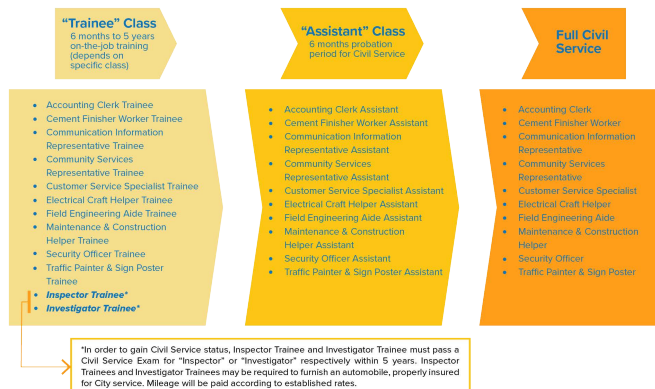 “Trainee” Class
6 months to 5 years
on-the-job training
(depends on
specific class)
“Assistant” Class
6 months probation
period for Civil Service
Full Civil
Service
• Accounting Clerk Trainee
• Cement Finisher Worker Trainee
• Communication Information
Representative Trainee
• Community Services
Representative Trainee
• Customer Service Specialist Trainee
• Electrical Craft Helper Trainee
• Field Engineering Aide Trainee
• Maintenance & Construction
Helper Trainee
• Security Officer Trainee
• Traffic Painter & Sign Poster
Trainee
• Inspector Trainee*
• Investigator Trainee*
• Accounting Clerk Assistant
• Cement Finisher Worker Assistant
• Communication Information
Representative Assistant
• Community Services
Representative Assistant
• Customer Service Specialist Assistant
• Electrical Craft Helper Assistant
• Field Engineering Aide Assistant
• Maintenance & Construction
Helper Assistant
• Security Officer Assistant
• Traffic Painter & Sign Poster Assistant
• Accounting Clerk
• Cement Finisher Worker
• Communication Information
Representative
• Community Services
Representative
• Customer Service Specialist
• Electrical Craft Helper
• Field Engineering Aide
• Maintenance & Construction
Helper
• Security Officer
• Traffic Painter & Sign Poster
*In order to gain Civil Service status, Inspector Trainee and Investigator Trainee must pass a
Civil Service Exam for “Inspector” or “Investigator” respectively within 5 years. Inspector
Trainees and Investigator Trainees may be required to furnish an automobile, properly insured
for City service. Mileage will be paid according to established rates.